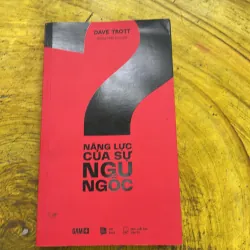 DAVE TROTT
NĂNG LỰC
CỦA SỰ
NGU
NGỐC